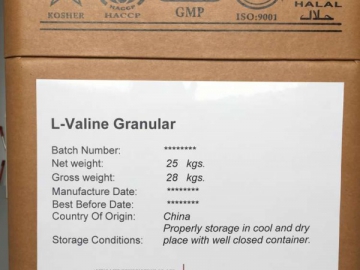 KOSHER HACCP GMP ISO:9001 HALAL
حلال
L-Valine Granular
Batch Number: ********
Net weight: 25 kgs.
Gross weight: 28 kgs.
Manufacture Date: ********
Best Before Date: ********
Country Of Origin: China
Properly storage in cool and dry
Storage Conditions: place with well closed container.